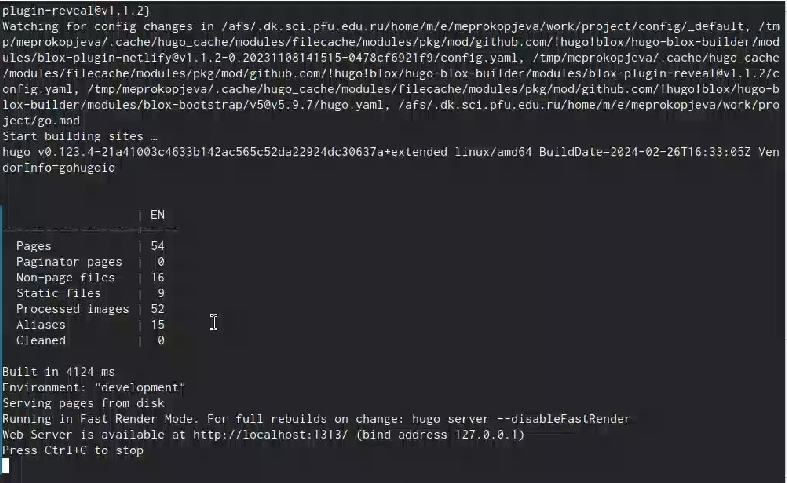 plugin-reveal@v1.1.2}
Watching for config changes in /afs/.dk.sci.pfu.edu.ru/home/m/e/meprokopjeva/work/project/config/_default, /tm
p/meprokopjeva/.cache/hugo_cache/modules/filecache/modules/pkg/mod/github.com/!hugo!blox/hugo-blox-builder/mod
ules/blox-plugin-netlify@v1.1.2-0.20231108141515-0478cf6921f9/config.yaml, /tmp/meprokopjeva/.cache/hugo_cache
/modules/filecache/modules/pkg/mod/github.com/!hugo!blox/hugo-blox-builder/modules/blox-plugin-reveal@v1.1.2/c
onfig.yaml, /tmp/meprokopjeva/.cache/hugo_cache/modules/filecache/modules/pkg/mod/github.com/!hugo!blox/hugo-b
lox-builder/modules/blox-bootstrap/v5@v5.9.7/hugo.yaml, /afs/.dk.sci.pfu.edu.ru/home/m/e/meprokopjeva/work/pro
ject/go.mod
Start building sites …
hugo v0.123.4-21a41003c4633b142ac565c52da22924dc30637a+extended linux/amd64 BuildDate=2024-02-26T16:33:05Z Ven
dorInfo=gohugoio
| EN
Pages | 54
Paginator pages | 0
Non-page files | 16
Static files | 9
Processed images | 52
Aliases | 15
Cleaned | 0
Built in 4124 ms
Environment: "development"
Serving pages from disk
Running in Fast Render Mode. For full rebuilds on change: hugo server --disableFastRender
Web Server is available at http://localhost:1313/ (bind address 127.0.0.1)
Press Ctrl+C to stop